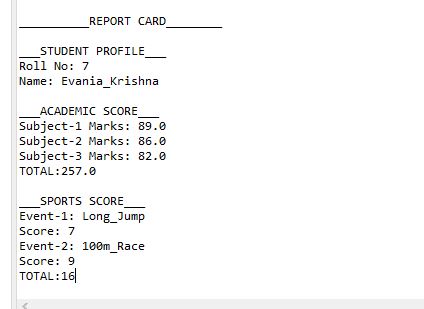 __________REPORT CARD________
___STUDENT PROFILE___
Roll No: 7
Name: Evania_Krishna
___ACADEMIC SCORE___
Subject-1 Marks: 89.0
Subject-2 Marks: 86.0
Subject-3 Marks: 82.0
TOTAL:257.0
___SPORTS SCORE___
Event-1: Long_Jump
Score: 7
Event-2: 100m_Race
Score: 9
TOTAL:16